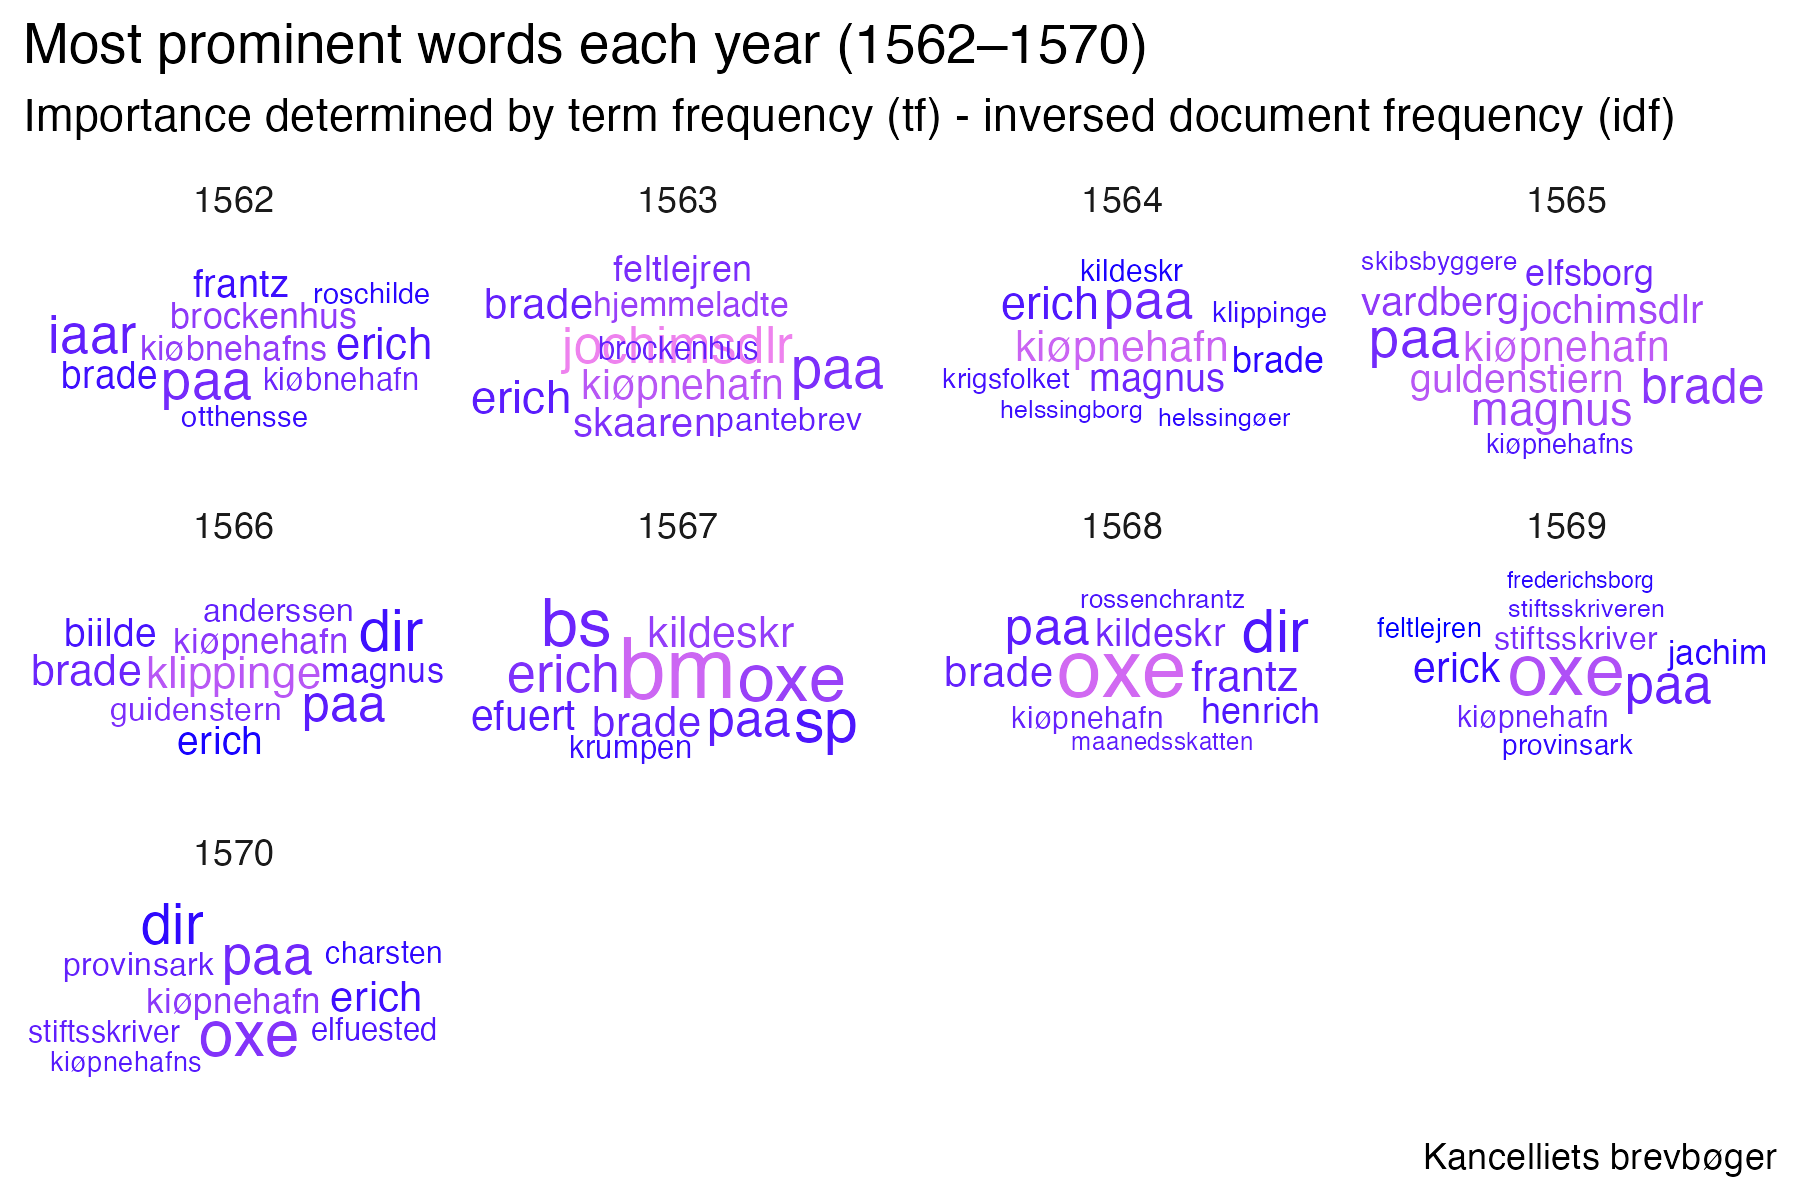 Most prominent words each year (1562–1570)
Importance determined by term frequency (tf) - inversed document frequency (idf)
1562
frantz roschilde
brockenhus
iaar kiøbnehafns erich
brade paa kiøbnehafn
otthensse
1563
feltlejren
brade hjemmeladte
jochimsdlr
brockenhus
erich kiøpnehafn paa
skaaren pantebrev
1564
kildeskr
erich paa klippinge
kiøpnehafn brade
krigsfolket magnus
helssingborg helssingøer
1565
skibsbyggere elfsborg
vardberg jochimsdlr
paa kiøpnehafn
guldenstiern brade
magnus
kiøpnehafns
1566
anderssen
biilde kiøpnehafn dir
brade klippinge magnus
guidenstern paa
erich
1567
bs kildeskr
erich bm oxe
efuert brade paa sp
krumpen
1568
rossenchrantz
paa kildeskr dir
brade oxe frantz
kiøpnehafn henrich
maanedsskatten
1569
frederichsborg
stiftsskriveren
feltlejren stiftsskriver
erick oxe jachim
paa
kiøpnehafn
provinsark
1570
dir
provinsark paa charsten
kiøpnehafn erich
stiftsskriver oxe elfuested
kiøpnehafns
Kancelliets brevbøger